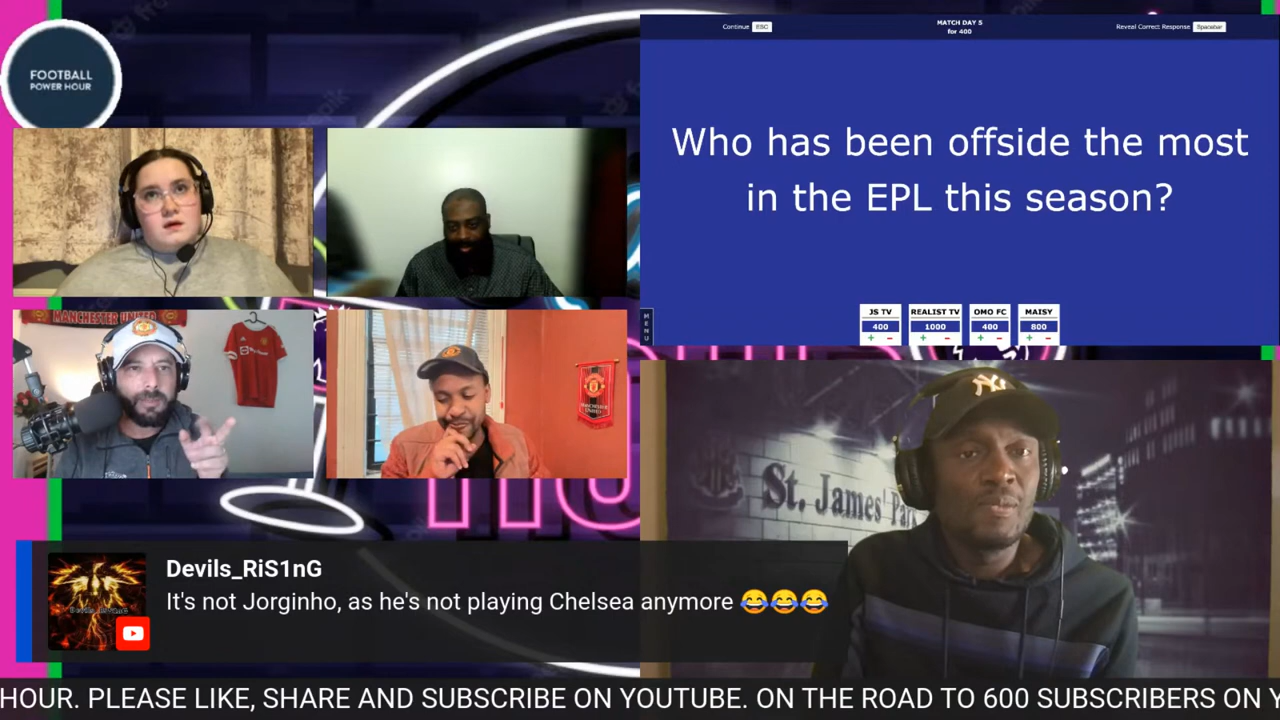 FOOTBALL
POWER HOUR
Continue ESC
MATCH DAY 5
for 400
Reveal Correct Response Spacebar
Who has been offside the most
in the EPL this season?
MENU
JS TV
400
+ −
REALIST TV
1000
+ −
OMO FC
400
+ −
MAISY
800
+ −
MANCHESTER UNITED
St. James' Par
Devils_RiS1nG
It's not Jorginho, as he's not playing Chelsea anymore 😂😂😂
HOUR. PLEASE LIKE, SHARE AND SUBSCRIBE ON YOUTUBE. ON THE ROAD TO 600 SUBSCRIBERS ON Y